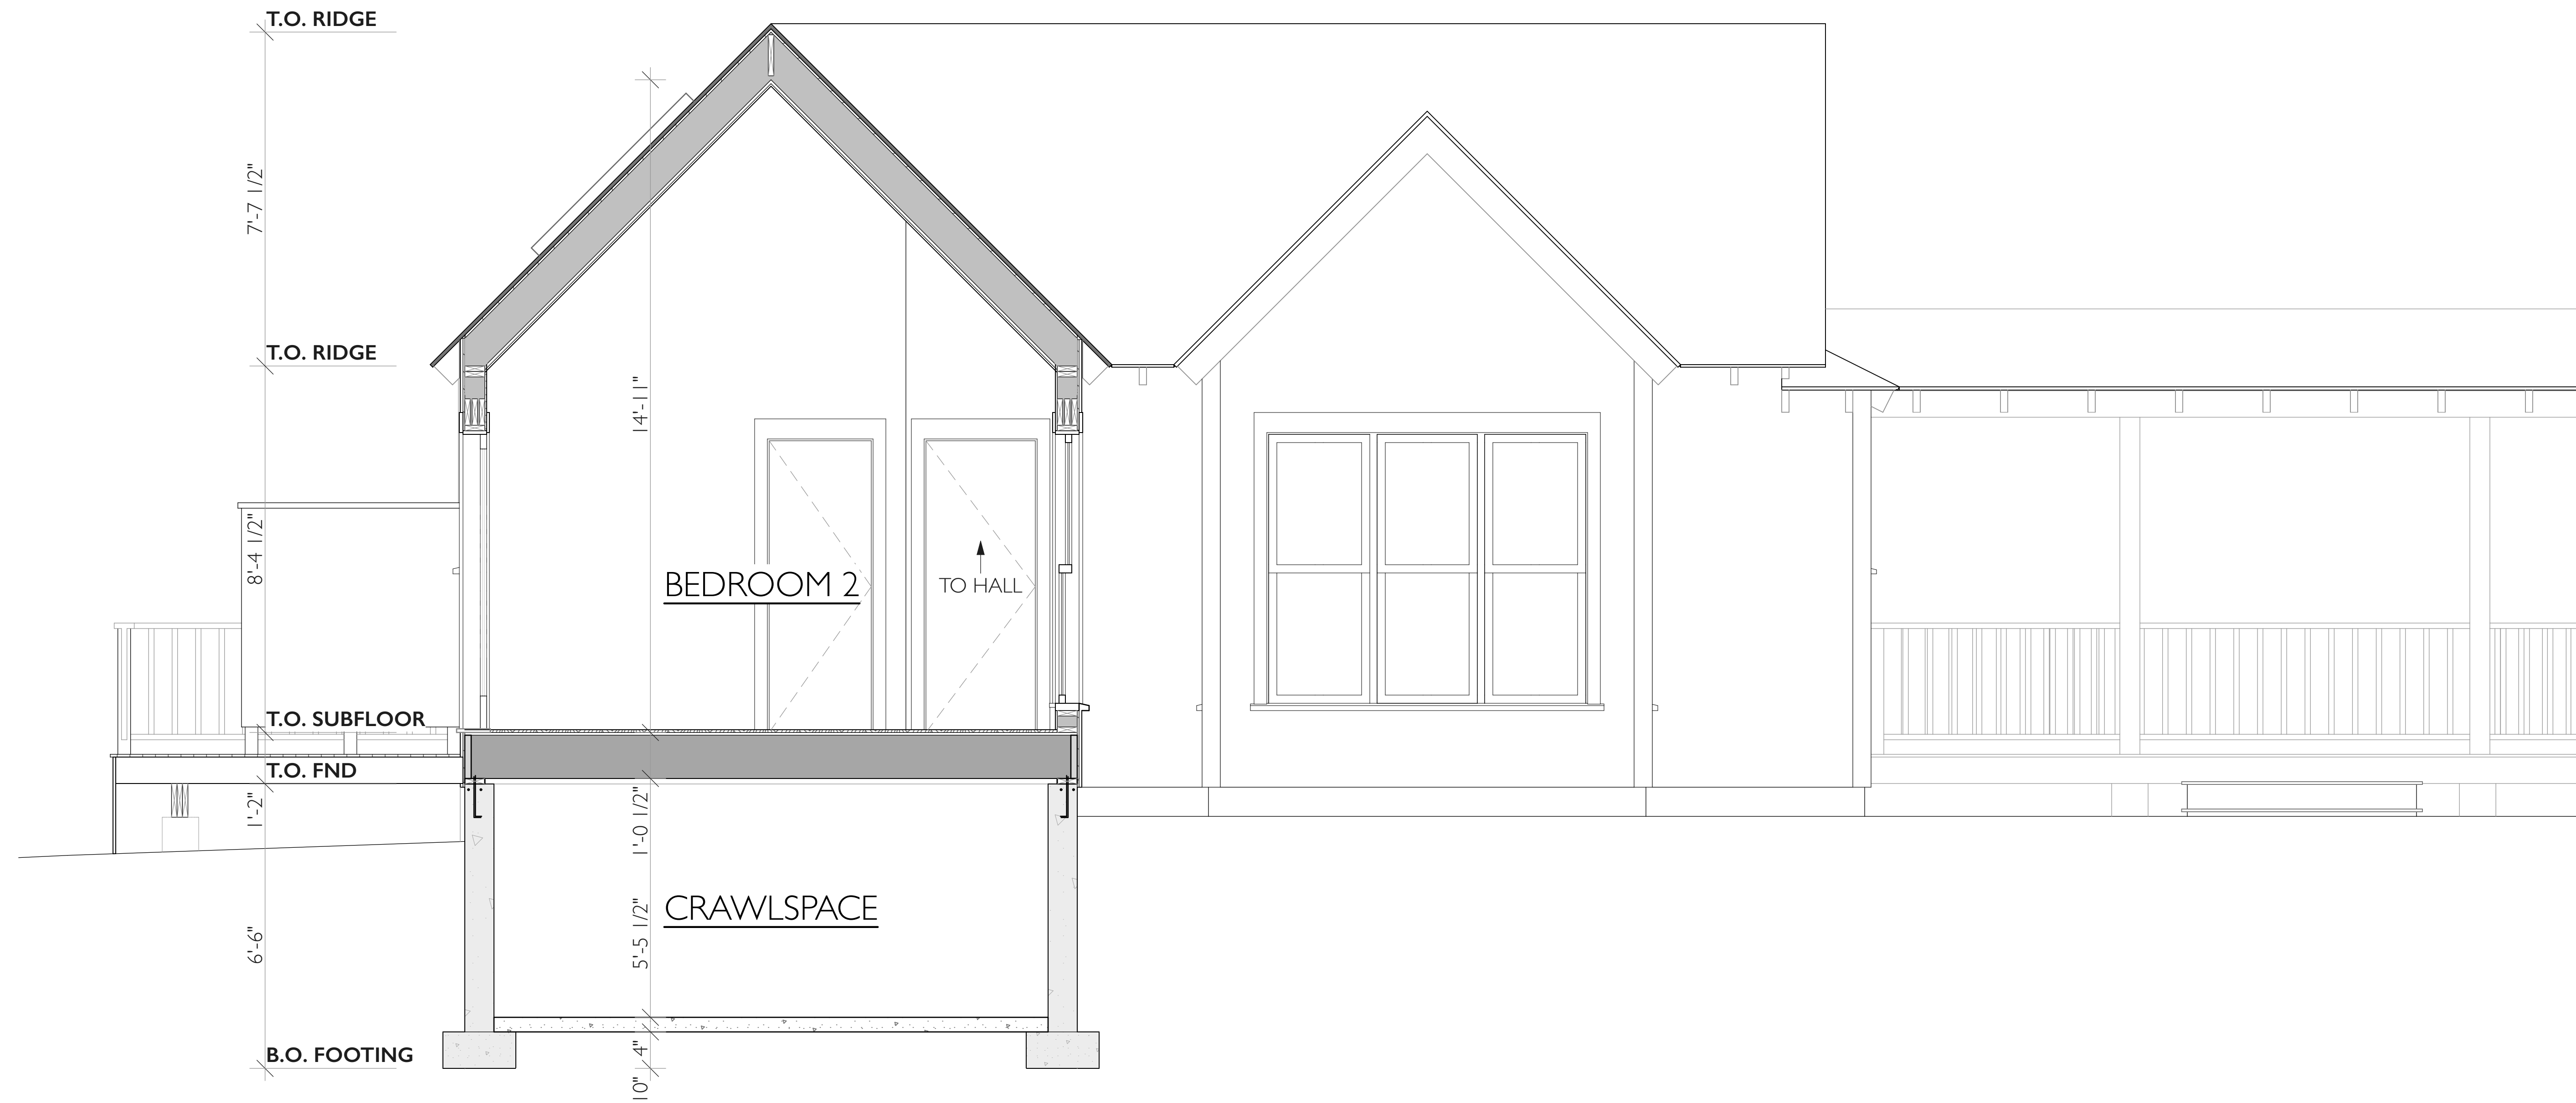 T.O. RIDGE
7'-7 1/2"
T.O. RIDGE
14'-11"
8'-4 1/2"
BEDROOM 2
TO HALL
T.O. SUBFLOOR
T.O. FND
1'-2"
1'-0 1/2"
CRAWLSPACE
5'-5 1/2"
6'-6"
B.O. FOOTING
4"
10"